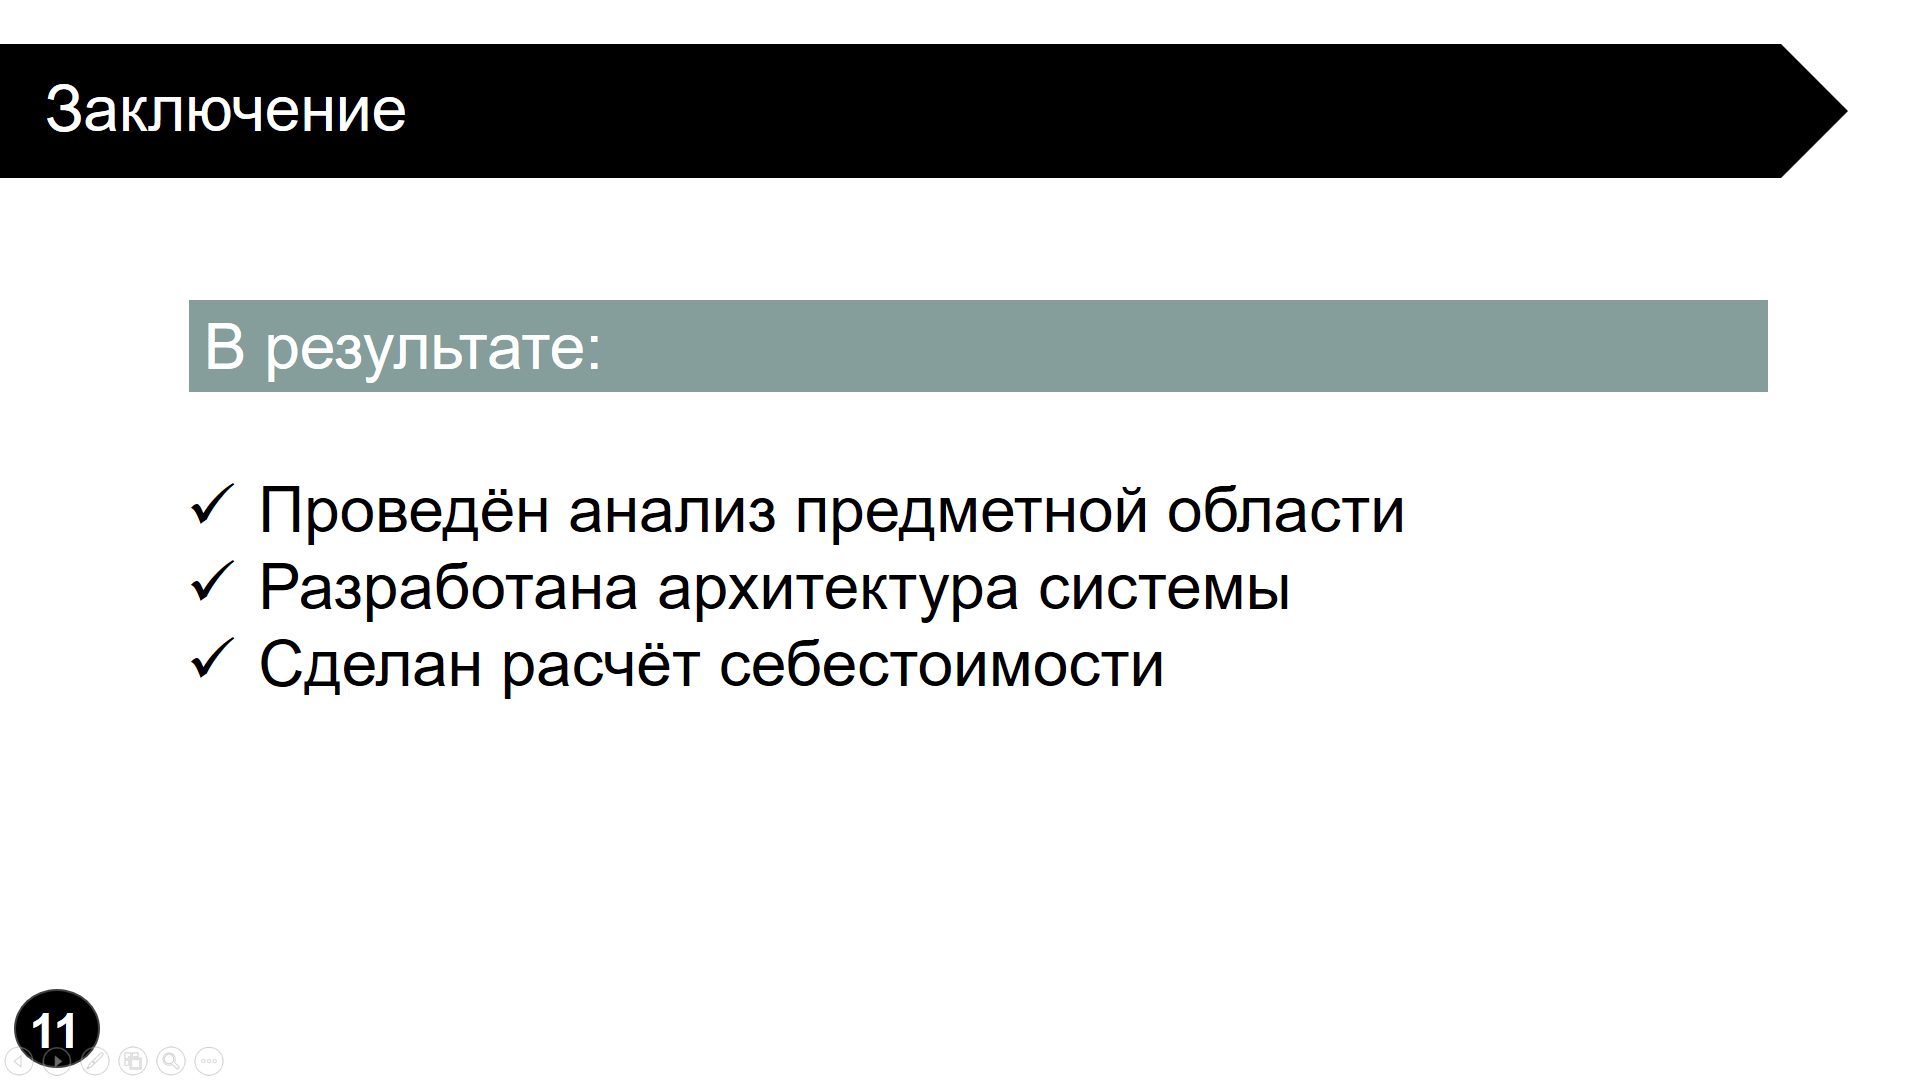 Заключение
В результате:
✓ Проведён анализ предметной области
✓ Разработана архитектура системы
✓ Сделан расчёт себестоимости
11